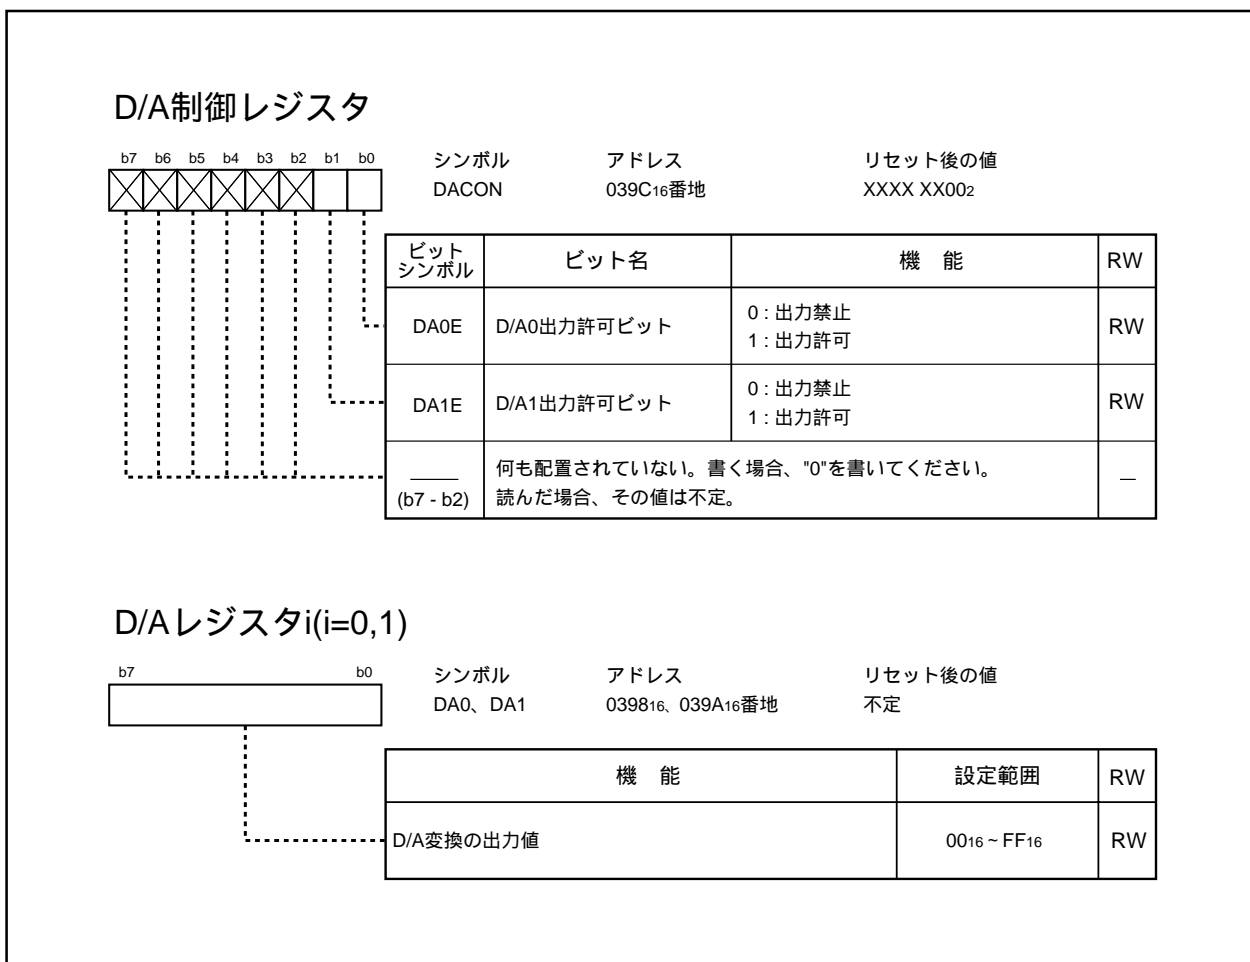 D/A制御レジスタ
b7 b6 b5 b4 b3 b2 b1 b0
シンボル アドレス リセット後の値
DACON 039C16番地 XXXX XX002
ビット
シンボル ビット名 機 能 RW
DA0E D/A0出力許可ビット 0 : 出力禁止
1 : 出力許可 RW
DA1E D/A1出力許可ビット 0 : 出力禁止
1 : 出力許可 RW
(b7 - b2) 何も配置されていない。書く場合、"0"を書いてください。
読んだ場合、その値は不定。 —
D/Aレジスタi(i=0,1)
b7 b0
シンボル アドレス リセット後の値
DA0、DA1 039816、039A16番地 不定
機 能 設定範囲 RW
D/A変換の出力値 0016 ~ FF16 RW